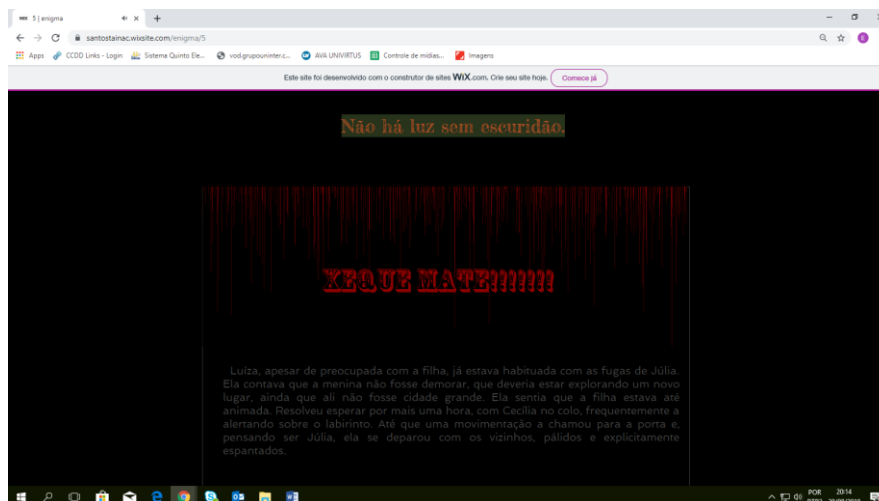 5 | enigma
santostainac.wixsite.com/enigma/5
Apps CCDD Links - Login Sistema Quinto Ele... vod.grupouninter.c... AVA UNIVIRTUS Controle de mídias... Imagens
Este site foi desenvolvido com o construtor de sites WiX.com. Crie seu site hoje. Comece já
Não há luz sem escuridão.
XEQUE MATE???????
Luíza, apesar de preocupada com a filha, já estava habituada com as fugas de Júlia.
Ela contava que a menina não fosse demorar, que deveria estar explorando um novo
lugar, ainda que ali não fosse cidade grande. Ela sentia que a filha estava até
animada. Resolveu esperar por mais uma hora, com Cecília no colo, frequentemente a
alertando sobre o labirinto. Até que uma movimentação a chamou para a porta e,
pensando ser Júlia, ela se deparou com os vizinhos, pálidos e explicitamente
espantados.
POR 20:14